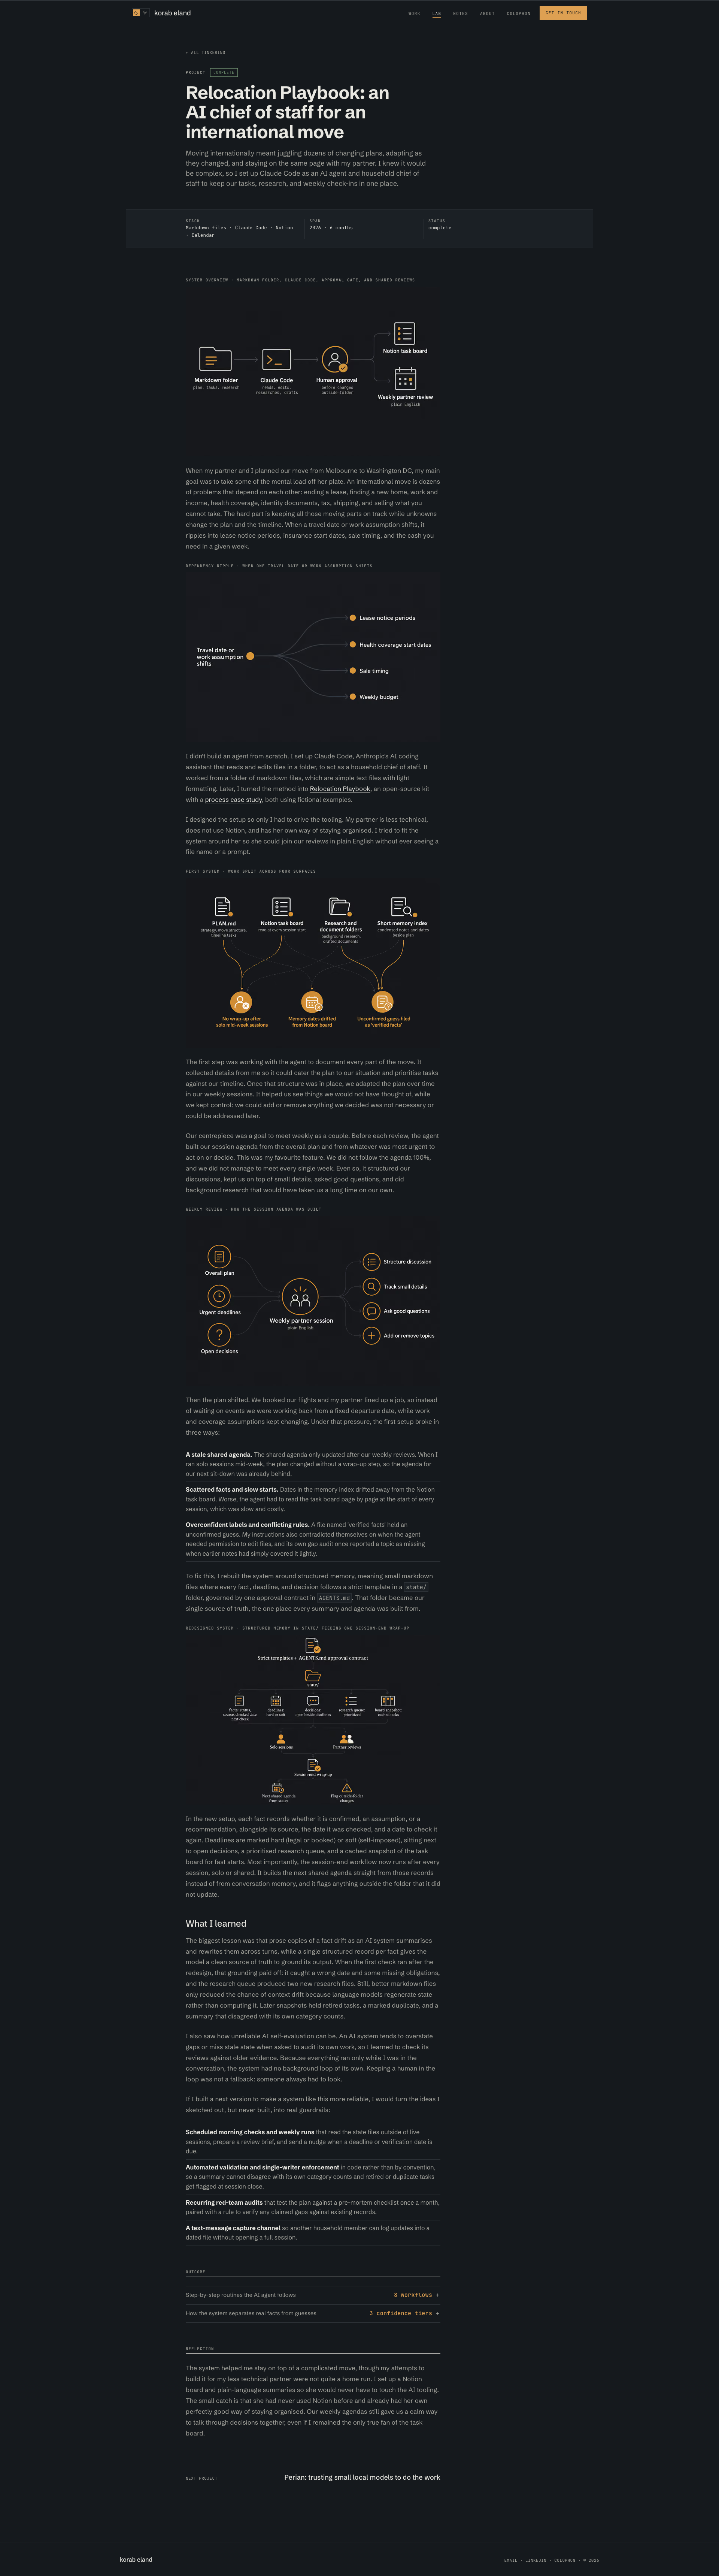 korab eland
WORK
LAB
NOTES
ABOUT
COLOPHON
GET IN TOUCH
← ALL TINKERING
PROJECT
COMPLETE
Relocation Playbook: an
AI chief of staff for an
international move
Moving internationally meant juggling dozens of changing plans, adapting as
they changed, and staying on the same page with my partner. I knew it would
be complex, so I set up Claude Code as an AI agent and household chief of
staff to keep our tasks, research, and weekly check-ins in one place.
STACK
Markdown files · Claude Code · Notion
· Calendar
SPAN
2026 · 6 months
STATUS
complete
SYSTEM OVERVIEW · MARKDOWN FOLDER, CLAUDE CODE, APPROVAL GATE, AND SHARED REVIEWS
Markdown folder
plan, tasks, research
Claude Code
reads, edits,
researches, drafts
Human approval
before changes
outside folder
Notion task board
Weekly partner review
plain English
When my partner and I planned our move from Melbourne to Washington DC, my main
goal was to take some of the mental load off her plate. An international move is dozens
of problems that depend on each other: ending a lease, finding a new home, work and
income, health coverage, identity documents, tax, shipping, and selling what you
cannot take. The hard part is keeping all those moving parts on track while unknowns
change the plan and the timeline. When a travel date or work assumption shifts, it
ripples into lease notice periods, insurance start dates, sale timing, and the cash you
need in a given week.
DEPENDENCY RIPPLE · WHEN ONE TRAVEL DATE OR WORK ASSUMPTION SHIFTS
Travel date or
work assumption
shifts
Lease notice periods
Health coverage start dates
Sale timing
Weekly budget
I didn't build an agent from scratch. I set up Claude Code, Anthropic's AI coding
assistant that reads and edits files in a folder, to act as a household chief of staff. It
worked from a folder of markdown files, which are simple text files with light
formatting. Later, I turned the method into Relocation Playbook, an open-source kit
with a process case study, both using fictional examples.
I designed the setup so only I had to drive the tooling. My partner is less technical,
does not use Notion, and has her own way of staying organised. I tried to fit the
system around her so she could join our reviews in plain English without ever seeing a
file name or a prompt.
FIRST SYSTEM · WORK SPLIT ACROSS FOUR SURFACES
PLAN.md
strategy, move structure,
timeline tasks
Notion task board
read at every session start
Research and
document folders
background research,
drafted documents
Short memory index
condensed notes and dates
beside plan
No wrap-up after
solo mid-week sessions
Memory dates drifted
from Notion board
Unconfirmed guess filed
as 'verified facts'
The first step was working with the agent to document every part of the move. It
collected details from me so it could cater the plan to our situation and prioritise tasks
against our timeline. Once that structure was in place, we adapted the plan over time
in our weekly sessions. It helped us see things we would not have thought of, while
we kept control: we could add or remove anything we decided was not necessary or
could be addressed later.
Our centrepiece was a goal to meet weekly as a couple. Before each review, the agent
built our session agenda from the overall plan and from whatever was most urgent to
act on or decide. This was my favourite feature. We did not follow the agenda 100%,
and we did not manage to meet every single week. Even so, it structured our
discussions, kept us on top of small details, asked good questions, and did
background research that would have taken us a long time on our own.
WEEKLY REVIEW · HOW THE SESSION AGENDA WAS BUILT
Overall plan
Urgent deadlines
Open decisions
Weekly partner session
plain English
Structure discussion
Track small details
Ask good questions
Add or remove topics
Then the plan shifted. We booked our flights and my partner lined up a job, so instead
of waiting on events we were working back from a fixed departure date, while work
and coverage assumptions kept changing. Under that pressure, the first setup broke in
three ways:
A stale shared agenda. The shared agenda only updated after our weekly reviews. When I
ran solo sessions mid-week, the plan changed without a wrap-up step, so the agenda for
our next sit-down was already behind.
Scattered facts and slow starts. Dates in the memory index drifted away from the Notion
task board. Worse, the agent had to read the task board page by page at the start of every
session, which was slow and costly.
Overconfident labels and conflicting rules. A file named 'verified facts' held an
unconfirmed guess. My instructions also contradicted themselves on when the agent
needed permission to edit files, and its own gap audit once reported a topic as missing
when earlier notes had simply covered it lightly.
To fix this, I rebuilt the system around structured memory, meaning small markdown
files where every fact, deadline, and decision follows a strict template in a state/
folder, governed by one approval contract in AGENTS.md. That folder became our
single source of truth, the one place every summary and agenda was built from.
REDESIGNED SYSTEM · STRUCTURED MEMORY IN STATE/ FEEDING ONE SESSION-END WRAP-UP
Strict templates + AGENTS.md approval contract
state/
facts: status,
source, checked date,
next check
deadlines:
hard or soft
decisions:
open beside deadlines
research queue:
prioritised
board snapshot:
cached tasks
Solo sessions
Partner reviews
Session-end wrap-up
Next shared agenda
from state/
Flag outside-folder
changes
In the new setup, each fact records whether it is confirmed, an assumption, or a
recommendation, alongside its source, the date it was checked, and a date to check it
again. Deadlines are marked hard (legal or booked) or soft (self-imposed), sitting next
to open decisions, a prioritised research queue, and a cached snapshot of the task
board for fast starts. Most importantly, the session-end workflow now runs after every
session, solo or shared. It builds the next shared agenda straight from those records
instead of from conversation memory, and it flags anything outside the folder that it did
not update.
What I learned
The biggest lesson was that prose copies of a fact drift as an AI system summarises
and rewrites them across turns, while a single structured record per fact gives the
model a clean source of truth to ground its output. When the first check ran after the
redesign, that grounding paid off: it caught a wrong date and some missing obligations,
and the research queue produced two new research files. Still, better markdown files
only reduced the chance of context drift because language models regenerate state
rather than computing it. Later snapshots held retired tasks, a marked duplicate, and a
summary that disagreed with its own category counts.
I also saw how unreliable AI self-evaluation can be. An AI system tends to overstate
gaps or miss stale state when asked to audit its own work, so I learned to check its
reviews against older evidence. Because everything ran only while I was in the
conversation, the system had no background loop of its own. Keeping a human in the
loop was not a fallback: someone always had to look.
If I built a next version to make a system like this more reliable, I would turn the ideas I
sketched out, but never built, into real guardrails:
Scheduled morning checks and weekly runs that read the state files outside of live
sessions, prepare a review brief, and send a nudge when a deadline or verification date is
due.
Automated validation and single-writer enforcement in code rather than by convention,
so a summary cannot disagree with its own category counts and retired or duplicate tasks
get flagged at session close.
Recurring red-team audits that test the plan against a pre-mortem checklist once a month,
paired with a rule to verify any claimed gaps against existing records.
A text-message capture channel so another household member can log updates into a
dated file without opening a full session.
OUTCOME
Step-by-step routines the AI agent follows
8 workflows →
How the system separates real facts from guesses
3 confidence tiers →
REFLECTION
The system helped me stay on top of a complicated move, though my attempts to
build it for my less technical partner were not quite a home run. I set up a Notion
board and plain-language summaries so she would never have to touch the AI tooling.
The small catch is that she had never used Notion before and already had her own
perfectly good way of staying organised. Our weekly agendas still gave us a calm way
to talk through decisions together, even if I remained the only true fan of the task
board.
NEXT PROJECT
Perian: trusting small local models to do the work
korab eland
EMAIL · LINKEDIN · COLOPHON · © 2026